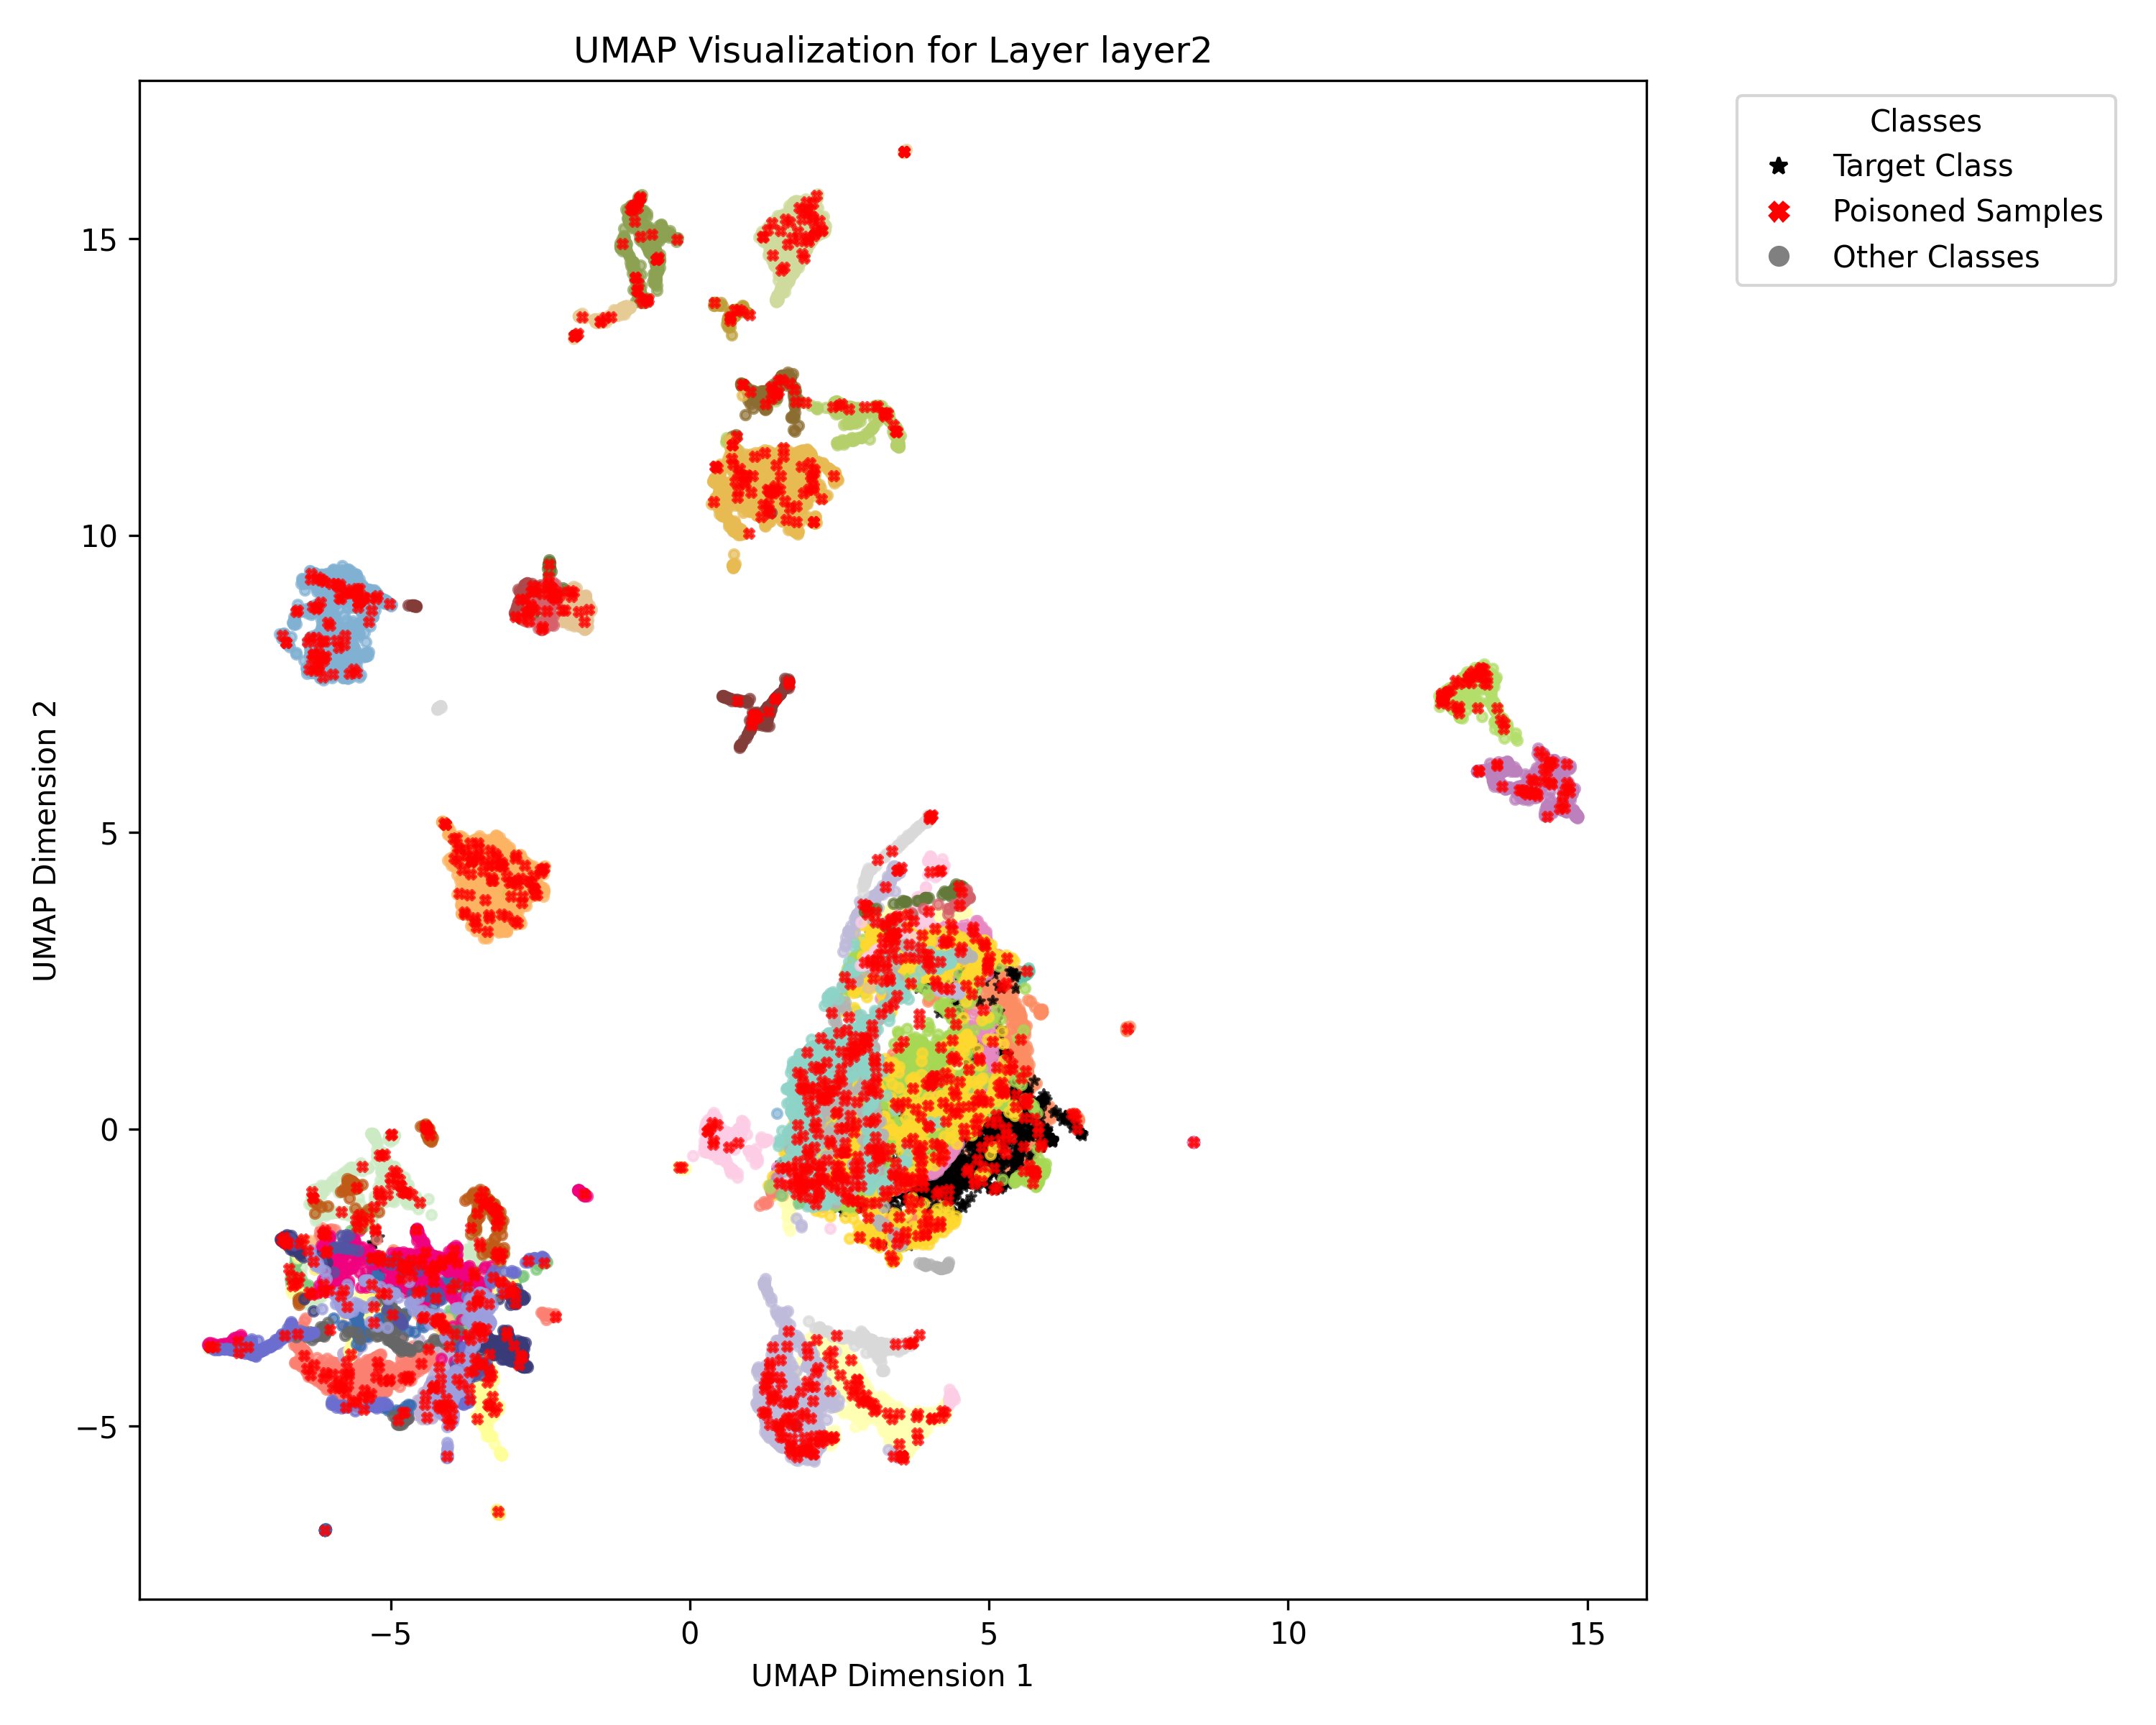 UMAP Visualization for Layer layer2
Classes
Target Class
Poisoned Samples
Other Classes
UMAP Dimension 2
15
10
5
0
−5
−5
0
5
10
15
UMAP Dimension 1